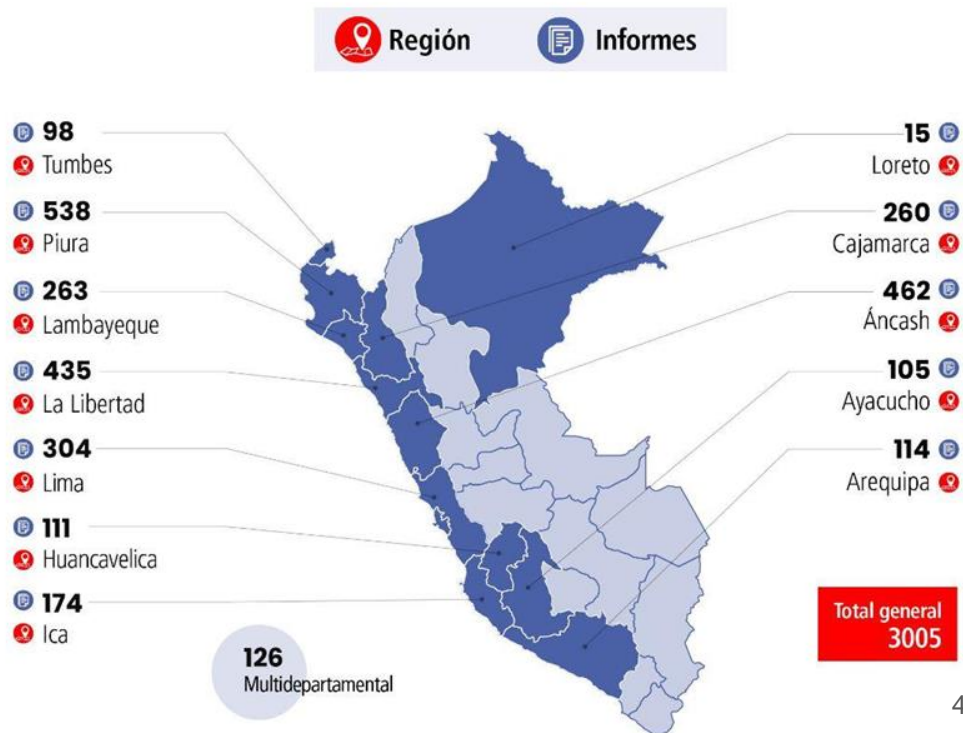 Región
Informes
98
Tumbes
538
Piura
263
Lambayeque
435
La Libertad
304
Lima
111
Huancavelica
174
Ica
15
Loreto
260
Cajamarca
462
Áncash
105
Ayacucho
114
Arequipa
126
Multidepartamental
Total general
3005
4